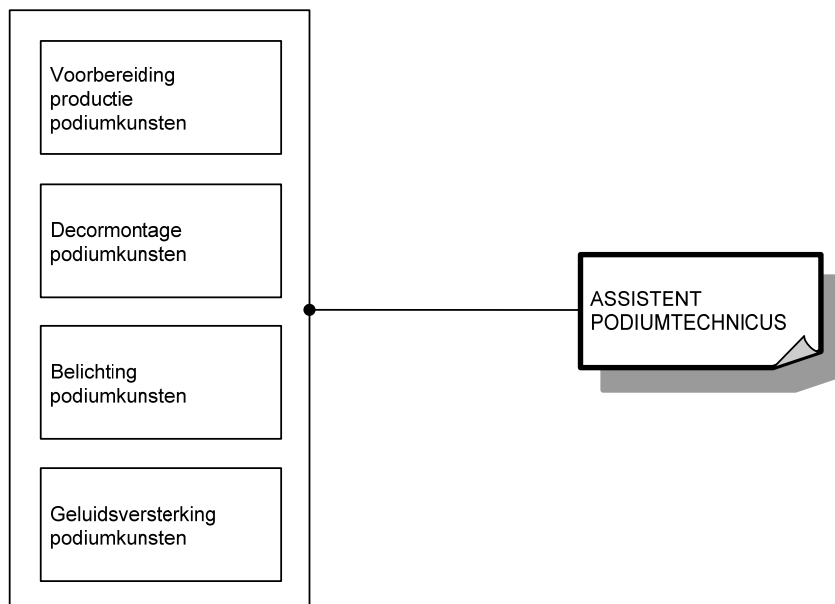 Voorbereiding
productie
podiumkunsten
Decormontage
podiumkunsten
Belichting
podiumkunsten
Geluidsversterking
podiumkunsten
ASSISTENT
PODIUMTECHNICUS